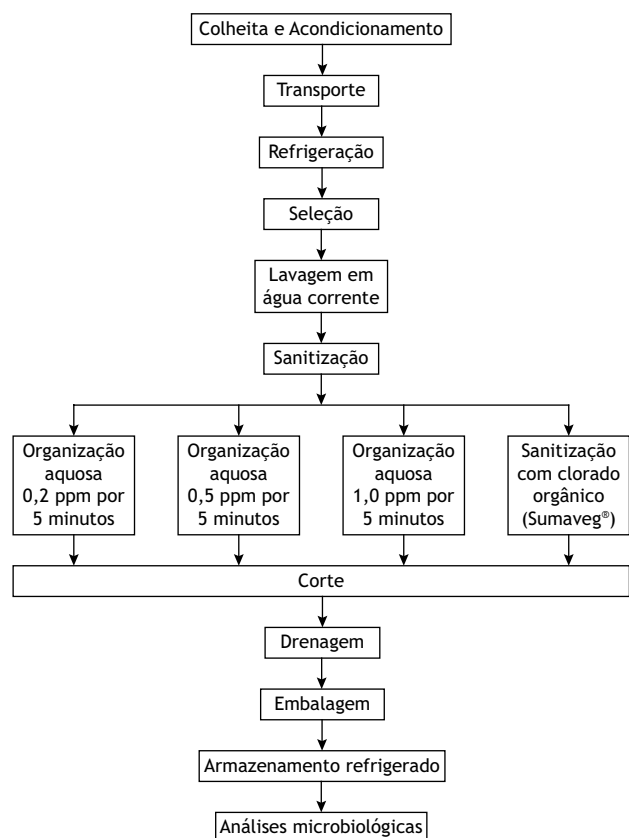 Colheita e Acondicionamento
Transporte
Refrigeração
Seleção
Lavagem em
água corrente
Sanitização
Organização
aquosa
0,2 ppm por
5 minutos
Organização
aquosa
0,5 ppm por
5 minutos
Organização
aquosa
1,0 ppm por
5 minutos
Sanitização
com clorado
orgânico
(Sumaveg®)
Corte
Drenagem
Embalagem
Armazenamento refrigerado
Análises microbiológicas